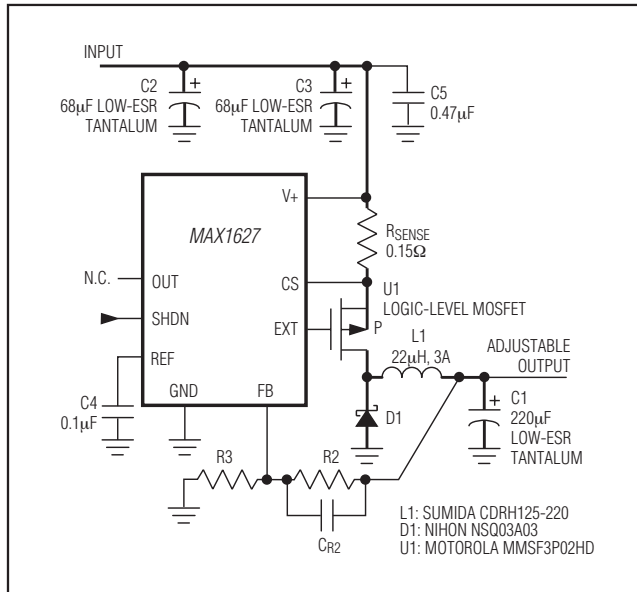 INPUT
C2
68µF LOW-ESR
TANTALUM
+
C3
68µF LOW-ESR
TANTALUM
+
C5
0.47µF
V+
MAX1627
RSENSE
0.15Ω
N.C.
OUT
CS
U1
LOGIC-LEVEL MOSFET
SHDN
EXT
P
L1
22µH, 3A
ADJUSTABLE
OUTPUT
REF
C4
0.1µF
GND
FB
D1
+
C1
220µF
LOW-ESR
TANTALUM
R3
R2
CR2
L1: SUMIDA CDRH125-220
D1: NIHON NSQ03A03
U1: MOTOROLA MMSF3P02HD